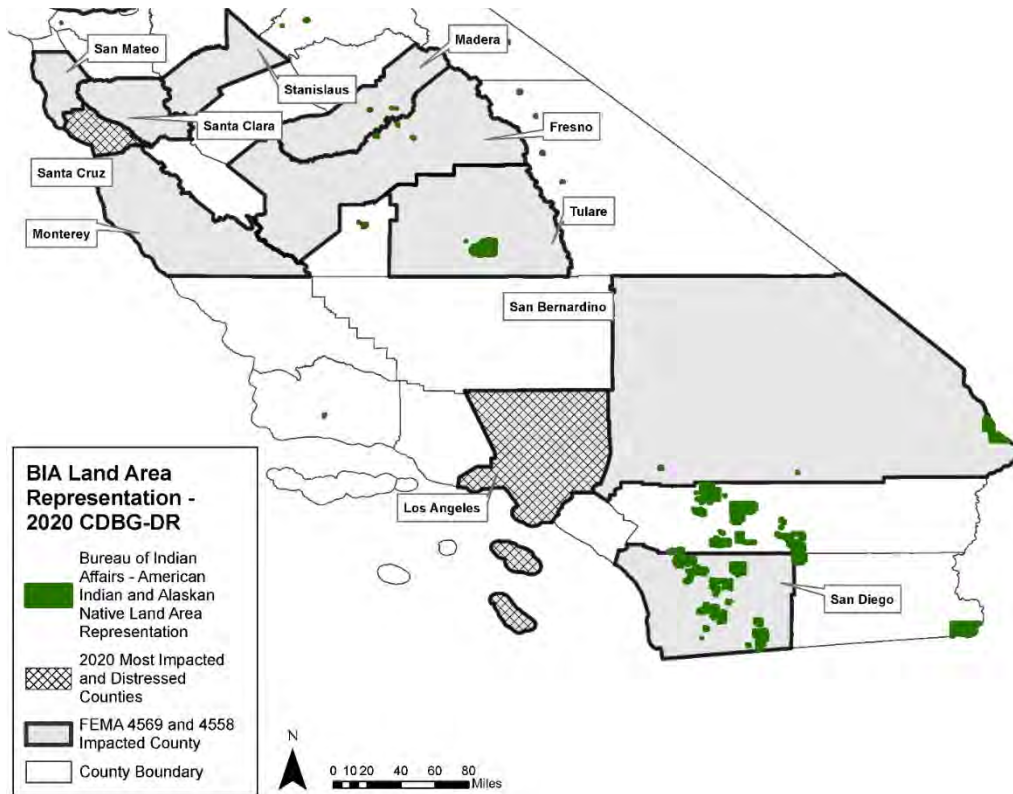 San Mateo
Madera
Stanislaus
Santa Clara
Fresno
Santa Cruz
Tulare
Monterey
San Bernardino
Los Angeles
San Diego
BIA Land Area
Representation -
2020 CDBG-DR
Bureau of Indian
Affairs - American
Indian and Alaskan
Native Land Area
Representation
2020 Most Impacted
and Distressed
Counties
FEMA 4569 and 4558
Impacted County
County Boundary
N
0 10 20 40 60 80
Miles